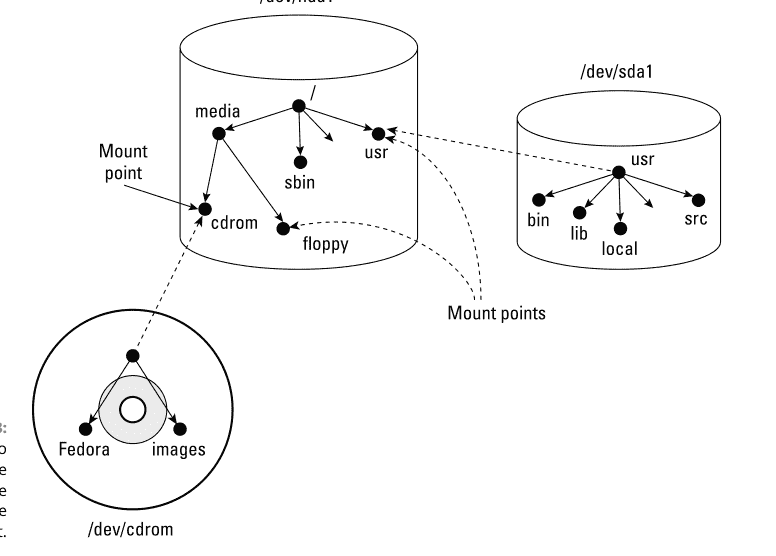 /dev/sda1
/
media
usr
Mount
point
sbin
cdrom
floppy
usr
bin
lib
local
src
Mount points
Fedora
images
/dev/cdrom